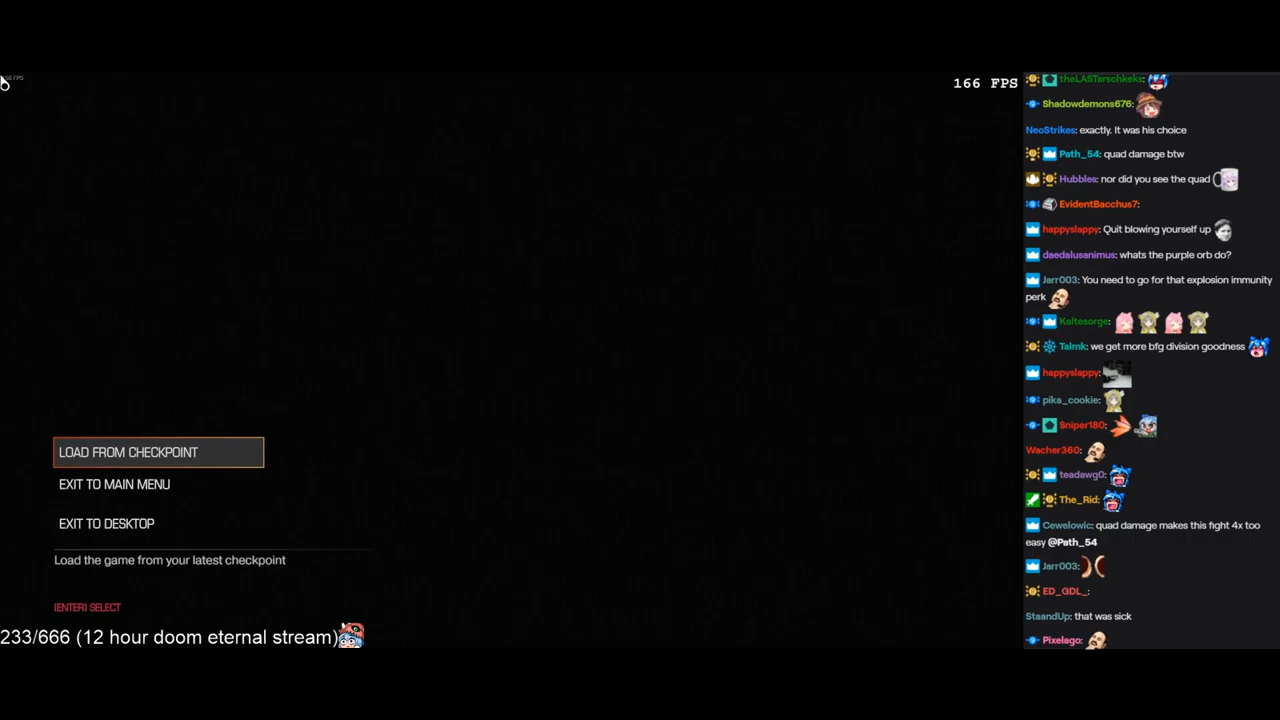 166 FPS
LOAD FROM CHECKPOINT
EXIT TO MAIN MENU
EXIT TO DESKTOP
Load the game from your latest checkpoint
[ENTER] SELECT
233/666 (12 hour doom eternal stream)
theLASTarschkeks:
Shadowdemons676:
NeoStrikes: exactly. It was his choice
Path_54: quad damage btw
Hubbles: nor did you see the quad
EvidentBacchus7:
happyslappy: Quit blowing yourself up
daedalusanimus: whats the purple orb do?
Jarr003: You need to go for that explosion immunity
perk
Kaltesorge:
Talmk: we get more bfg division goodness
happyslappy:
pika_cookie:
Sniper180:
Wacher360:
teadawg0:
The_Rid:
Cewelowic: quad damage makes this fight 4x too
easy @Path_54
Jarr003:
ED_GDL_:
StaandUp: that was sick
Pixelago: